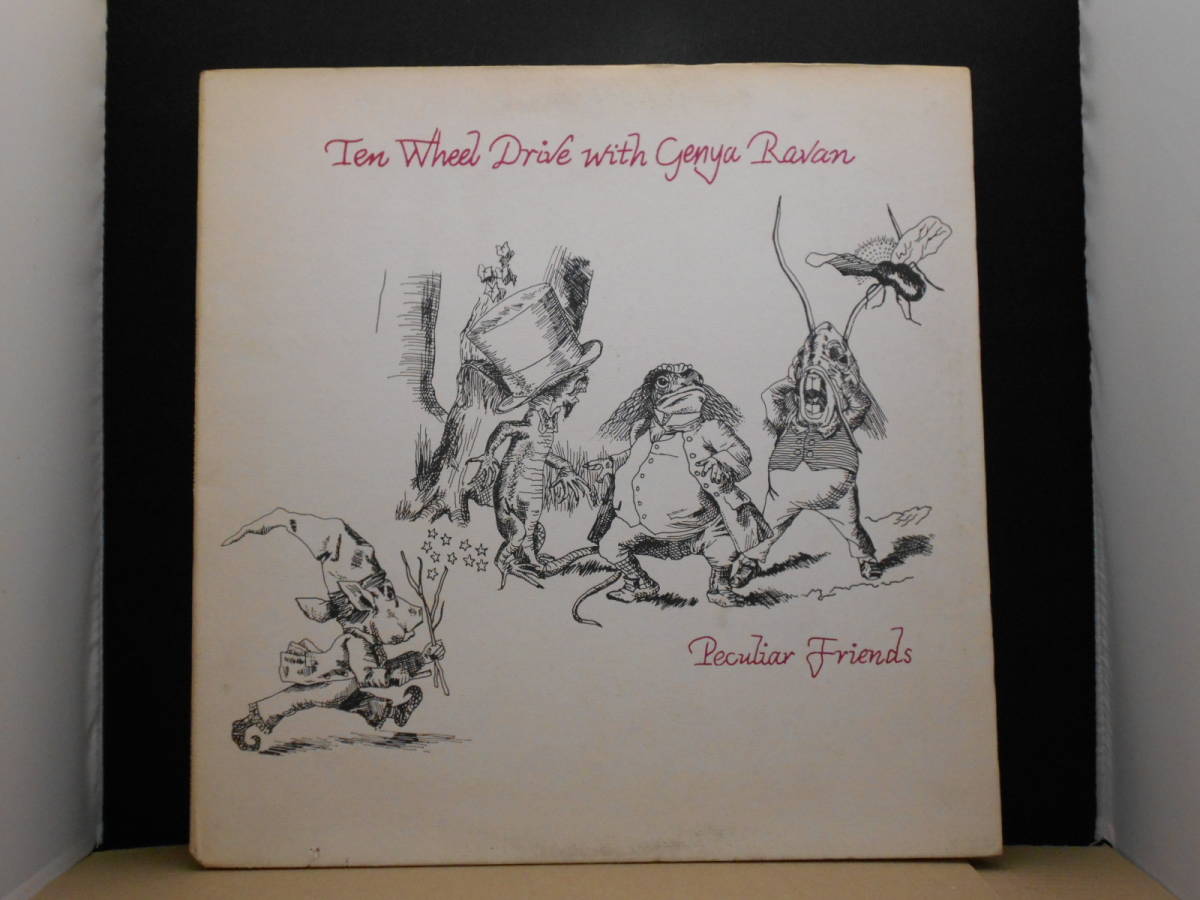 Ten Wheel Drive with Genya Ravan
Peculiar Friends